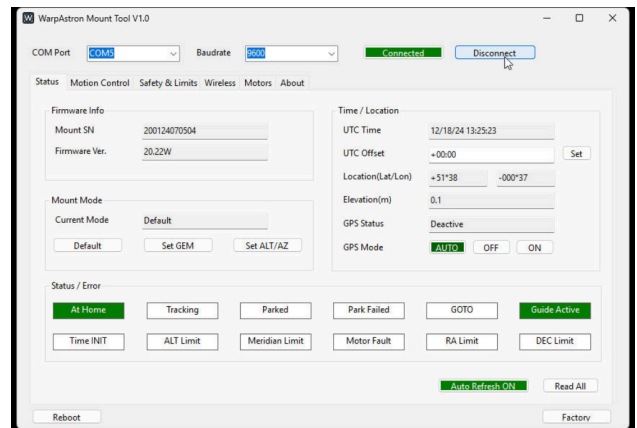 W WarpAstron Mount Tool V1.0
COM Port COM5 Baudrate 9600 Connected Disconnect
Status Motion Control Safety & Limits Wireless Motors About
Firmware Info
Mount SN 200124070504
Firmware Ver. 20.22W
Mount Mode
Current Mode Default
Default Set GEM Set ALT/AZ
Time / Location
UTC Time 12/18/24 13:25:23
UTC Offset +00:00 Set
Location(Lat/Lon) +51*38 -000*37
Elevation(m) 0.1
GPS Status Deactive
GPS Mode AUTO OFF ON
Status / Error
At Home Tracking Parked Park Failed GOTO Guide Active
Time INIT ALT Limit Meridian Limit Motor Fault RA Limit DEC Limit
Auto Refresh ON Read All
Reboot Factory